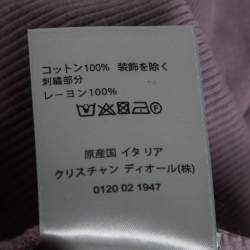 コットン100% 装飾を除く
刺繍部分
レーヨン100%
原産国 イタリア
クリスチャン ディオール(株)
0120 02 1947